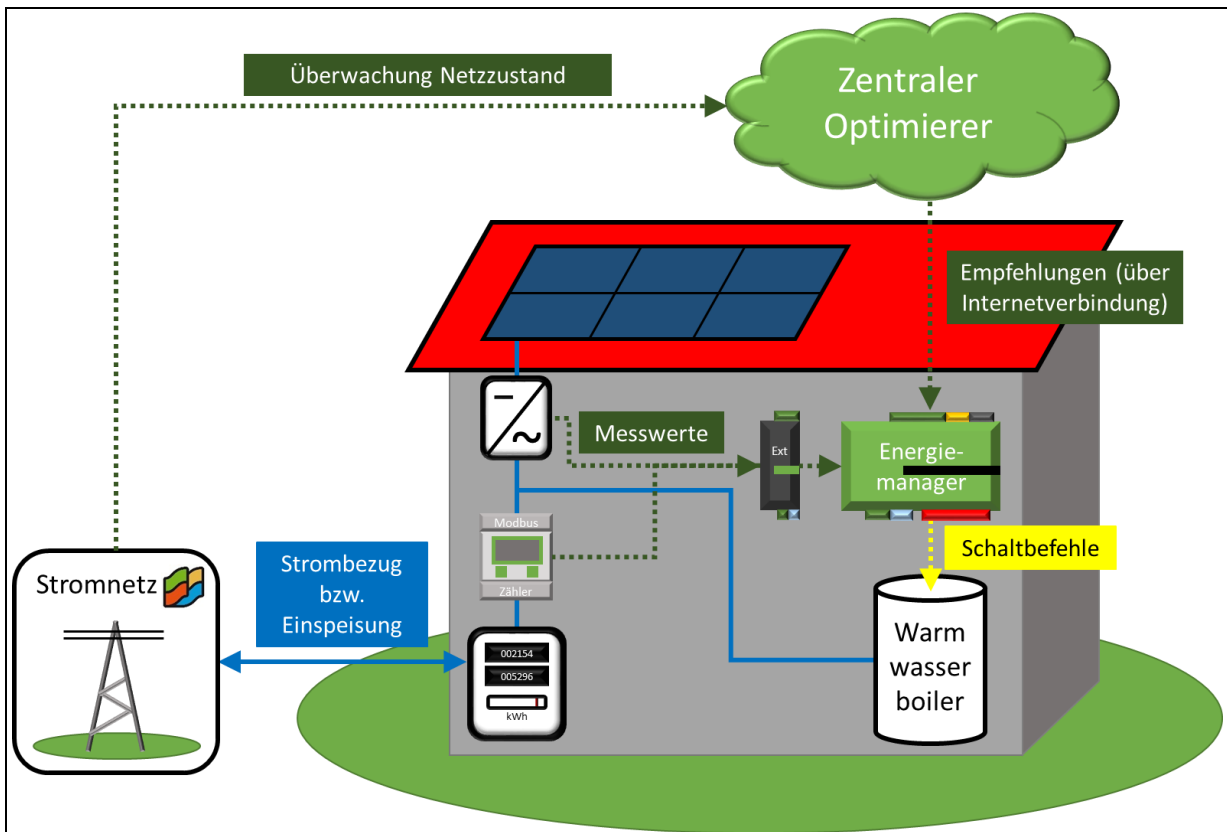 Überwachung Netzzustand
Zentraler
Optimierer
Empfehlungen (über
Internetverbindung)
Messwerte
Ext
Energie-
manager
Modbus
Zähler
Schaltbefehle
Stromnetz
Strombezug
bzw.
Einspeisung
002154
005296
kWh
Warm
wasser
boiler